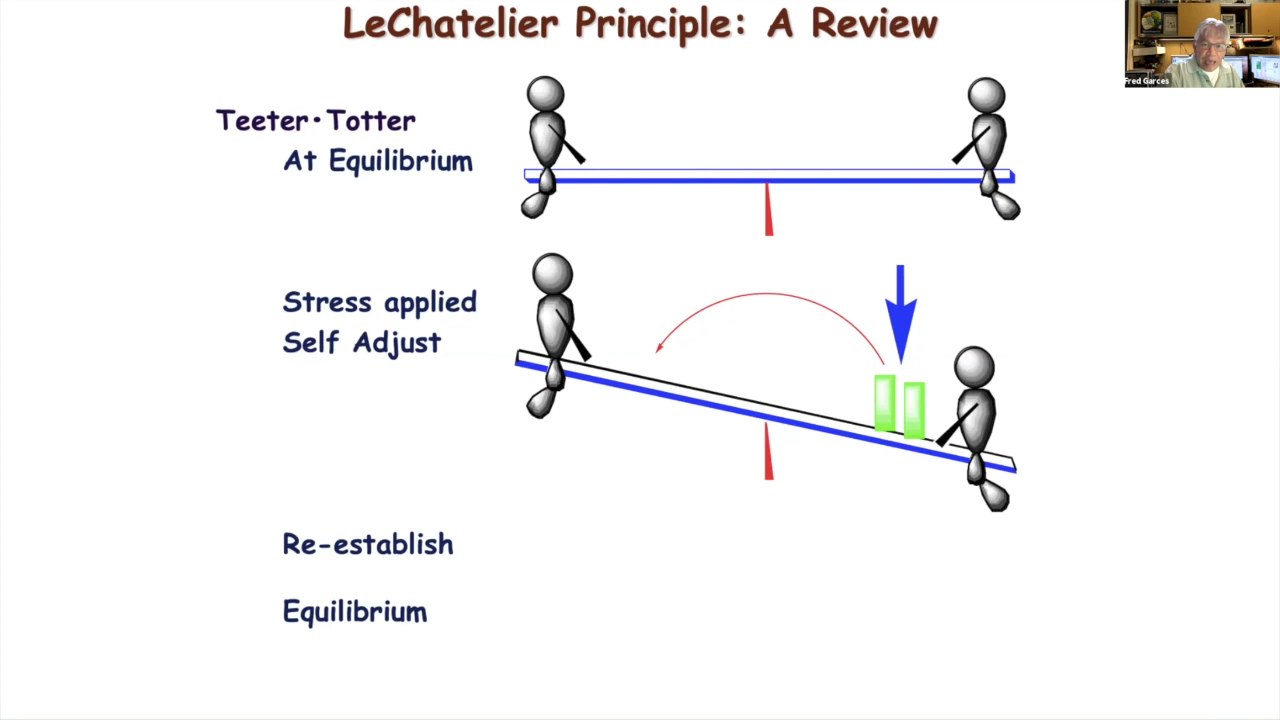 LeChatelier Principle: A Review
Fred Garces
Teeter•Totter
At Equilibrium
Stress applied
Self Adjust
Re-establish
Equilibrium